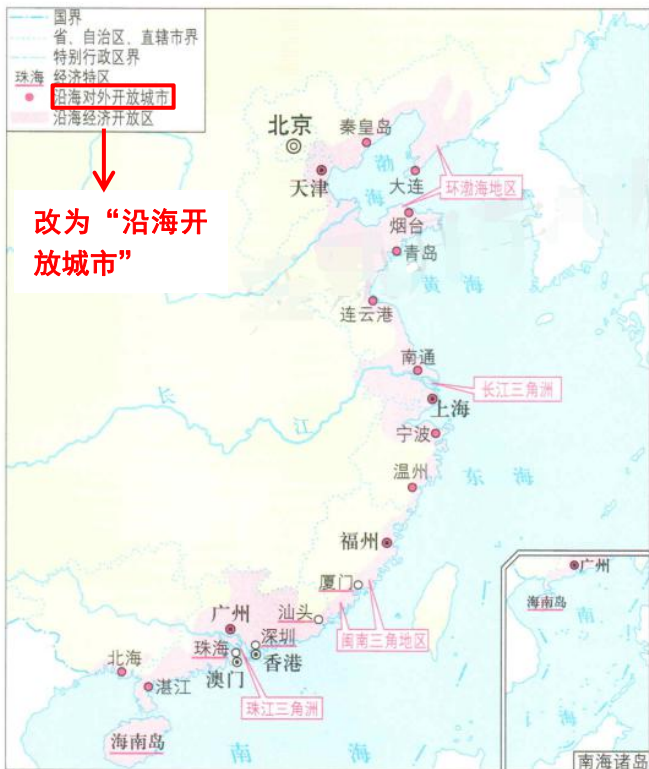 国界
省、自治区、直辖市界
特别行政区界
珠海 经济特区
沿海对外开放城市
沿海经济开放区
改为“沿海开
放城市”
北京
秦皇岛
渤
海
天津
大连
环渤海地区
烟台
青岛
黄 海
连云港
南通
长江三角洲
长
江
上海
宁波
温州
东 海
福州
厦门
广州
汕头
闽南三角地区
深圳
珠海
香港
澳门
北海
湛江
珠江三角洲
海南岛
南 海
广州
海南岛
南
海
南海诸岛